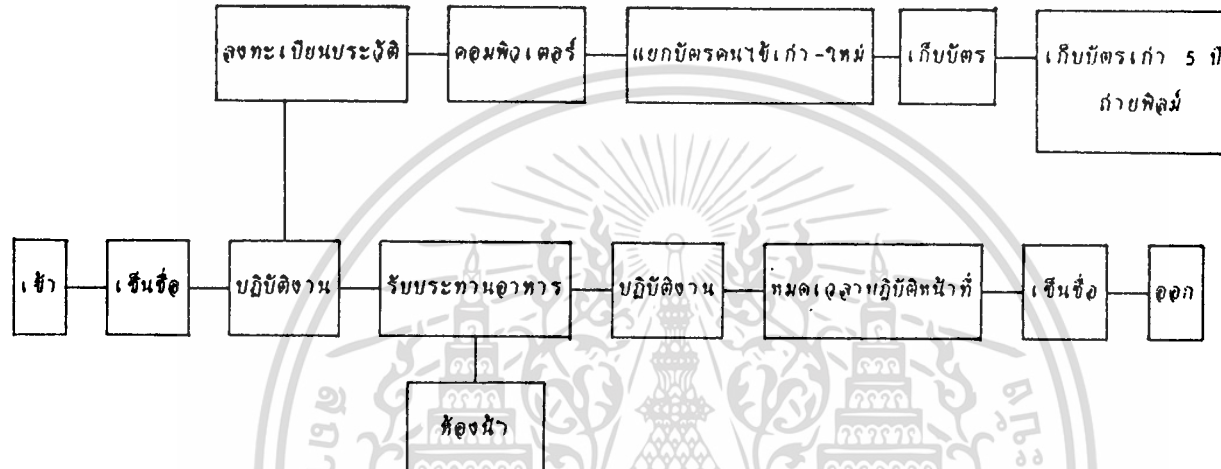 ลงทะเบียนประวัติ
คอมพิวเตอร์
แยกบัตรคนไข้เก่า-ใหม่
เก็บบัตร
เก็บบัตรเก่า 5 ปี
ถ่ายฟิลม์
เข้า
เซ็นชื่อ
ปฏิบัติงาน
รับประทานอาหาร
ปฏิบัติงาน
หมดเวลาปฏิบัติหน้าที่
เซ็นชื่อ
ออก
ห้องน้ำ